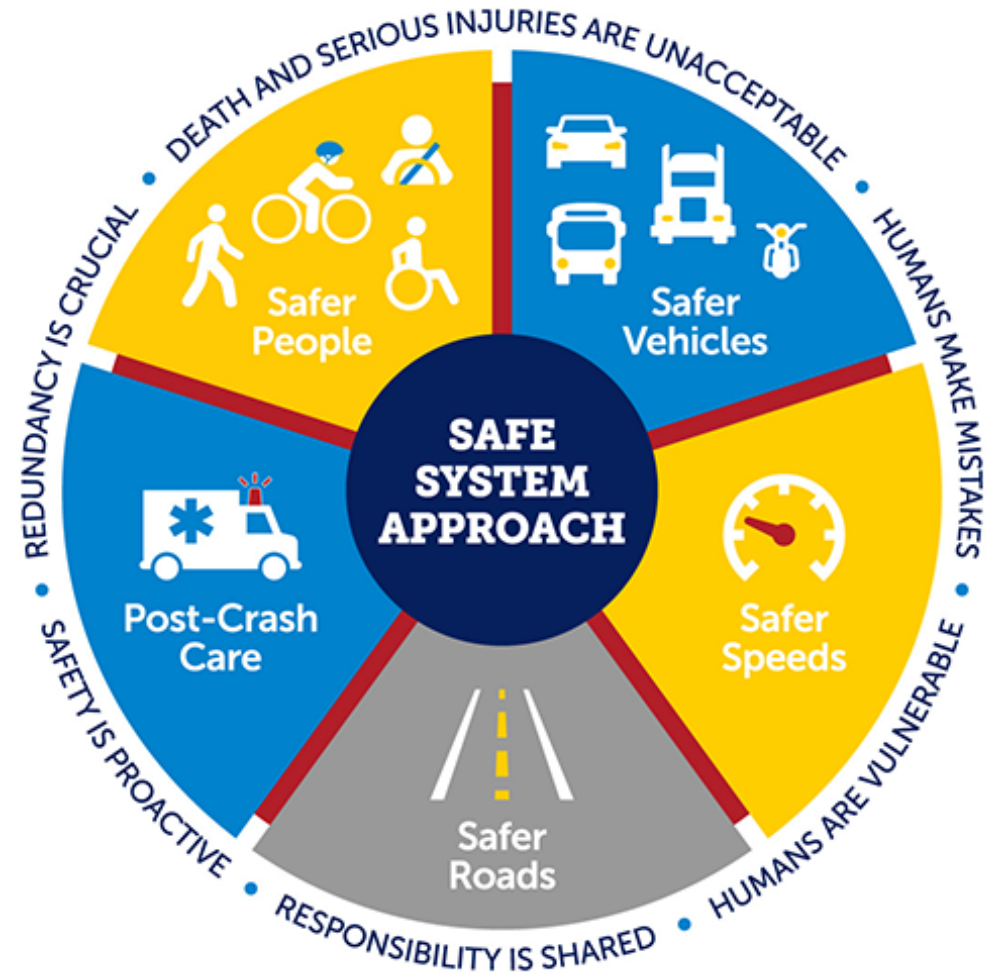 DEATH AND SERIOUS INJURIES ARE UNACCEPTABLE
HUMANS MAKE MISTAKES
HUMANS ARE VULNERABLE
RESPONSIBILITY IS SHARED
SAFETY IS PROACTIVE
REDUNDANCY IS CRUCIAL
Safer
People
Safer
Vehicles
SAFE
SYSTEM
APPROACH
Post-Crash
Care
Safer
Speeds
Safer
Roads